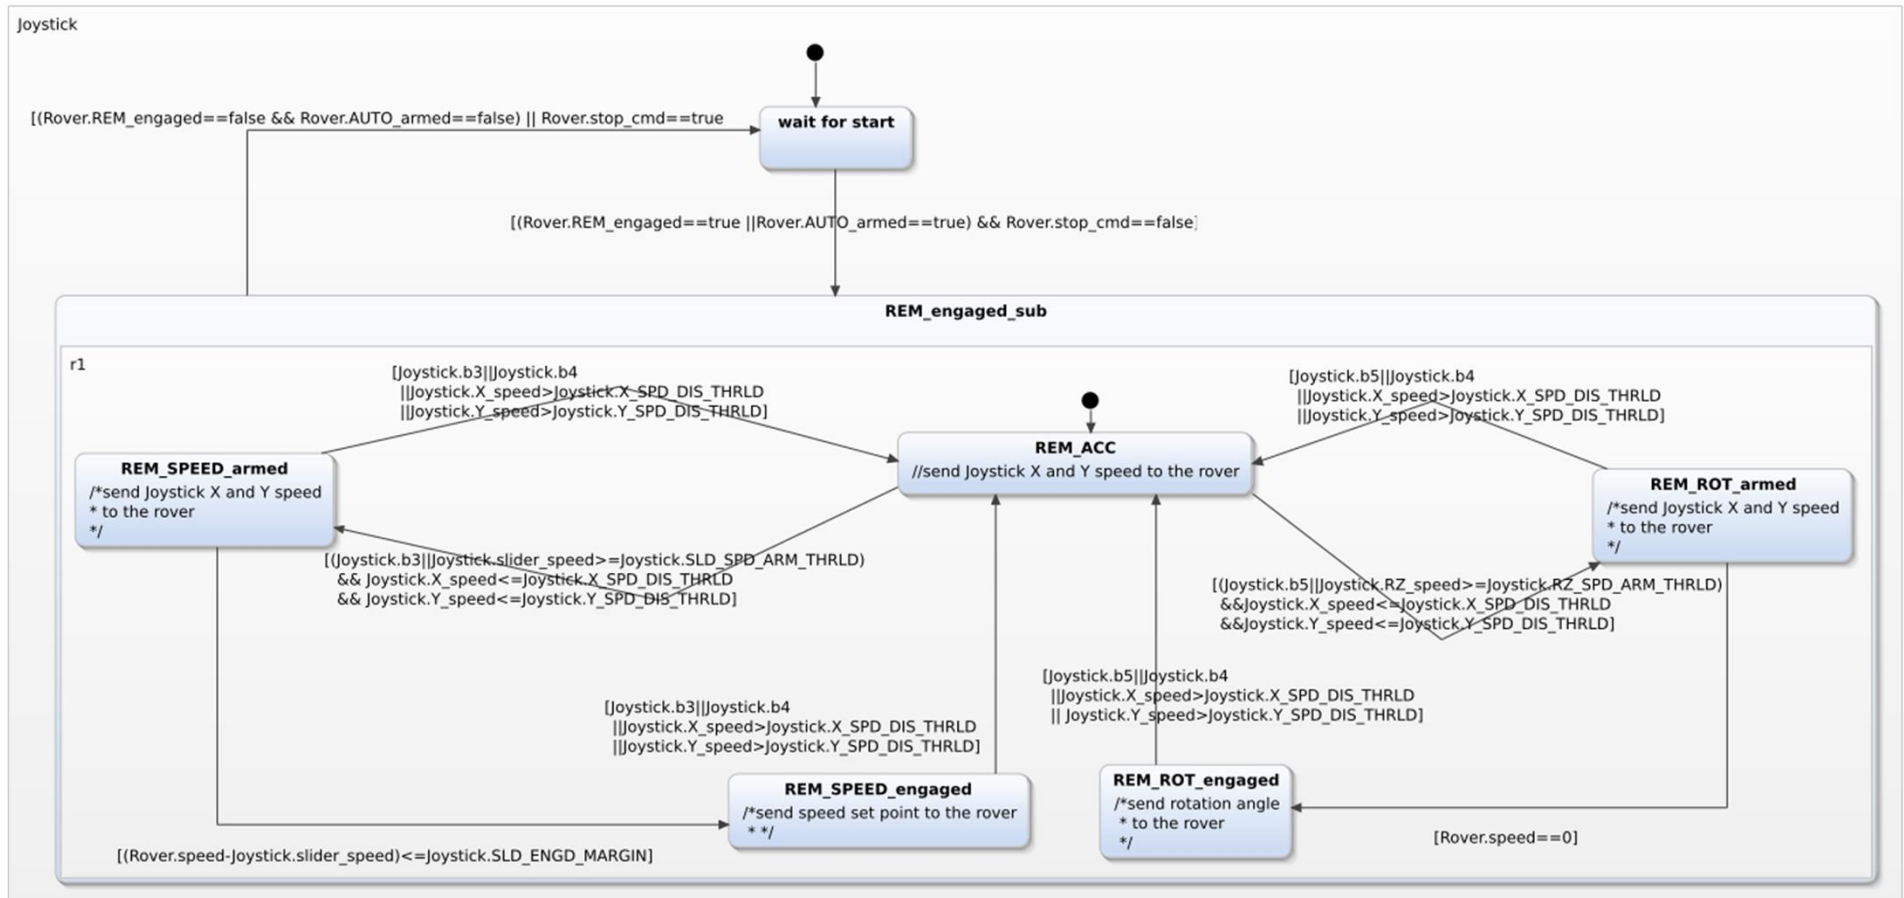 Joystick
[(Rover.REM_engaged==false && Rover.AUTO_armed==false) || Rover.stop_cmd==true
wait for start
[(Rover.REM_engaged==true ||Rover.AUTO_armed==true) && Rover.stop_cmd==false]
REM_engaged_sub
r1
[Joystick.b3||Joystick.b4
||Joystick.X_speed>Joystick.X_SPD_DIS_THRLD
||Joystick.Y_speed>Joystick.Y_SPD_DIS_THRLD]
[Joystick.b5||Joystick.b4
||Joystick.X_speed>Joystick.X_SPD_DIS_THRLD
||Joystick.Y_speed>Joystick.Y_SPD_DIS_THRLD]
REM_ACC
//send Joystick X and Y speed to the rover
REM_SPEED_armed
/*send Joystick X and Y speed
* to the rover
*/
REM_ROT_armed
/*send Joystick X and Y speed
* to the rover
*/
[(Joystick.b3||Joystick.slider_speed>=Joystick.SLD_SPD_ARM_THRLD)
&& Joystick.X_speed<=Joystick.X_SPD_DIS_THRLD
&& Joystick.Y_speed<=Joystick.Y_SPD_DIS_THRLD]
[(Joystick.b5||Joystick.RZ_speed>=Joystick.RZ_SPD_ARM_THRLD)
&&Joystick.X_speed<=Joystick.X_SPD_DIS_THRLD
&&Joystick.Y_speed<=Joystick.Y_SPD_DIS_THRLD]
[Joystick.b3||Joystick.b4
||Joystick.X_speed>Joystick.X_SPD_DIS_THRLD
||Joystick.Y_speed>Joystick.Y_SPD_DIS_THRLD]
[Joystick.b5||Joystick.b4
||Joystick.X_speed>Joystick.X_SPD_DIS_THRLD
|| Joystick.Y_speed>Joystick.Y_SPD_DIS_THRLD]
REM_SPEED_engaged
/*send speed set point to the rover
* */
REM_ROT_engaged
/*send rotation angle
* to the rover
*/
[Rover.speed==0]
[(Rover.speed-Joystick.slider_speed)<=Joystick.SLD_ENGD_MARGIN]